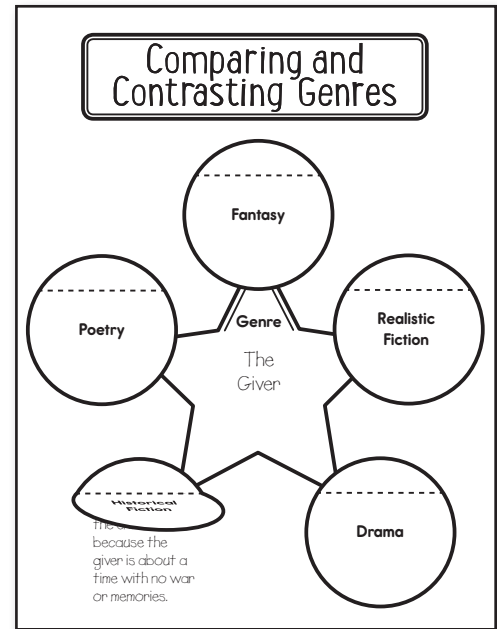 Comparing and
Contrasting Genres
Fantasy
Poetry
Genre
Realistic
Fiction
The
Giver
Historical
Fiction
the
because the
giver is about a
time with no war
or memories.
Drama